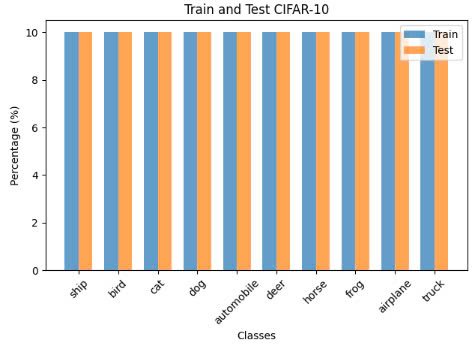 Train and Test CIFAR-10
Train
Test
Percentage (%)
10
8
6
4
2
0
ship
bird
cat
dog
automobile
deer
horse
frog
airplane
truck
Classes